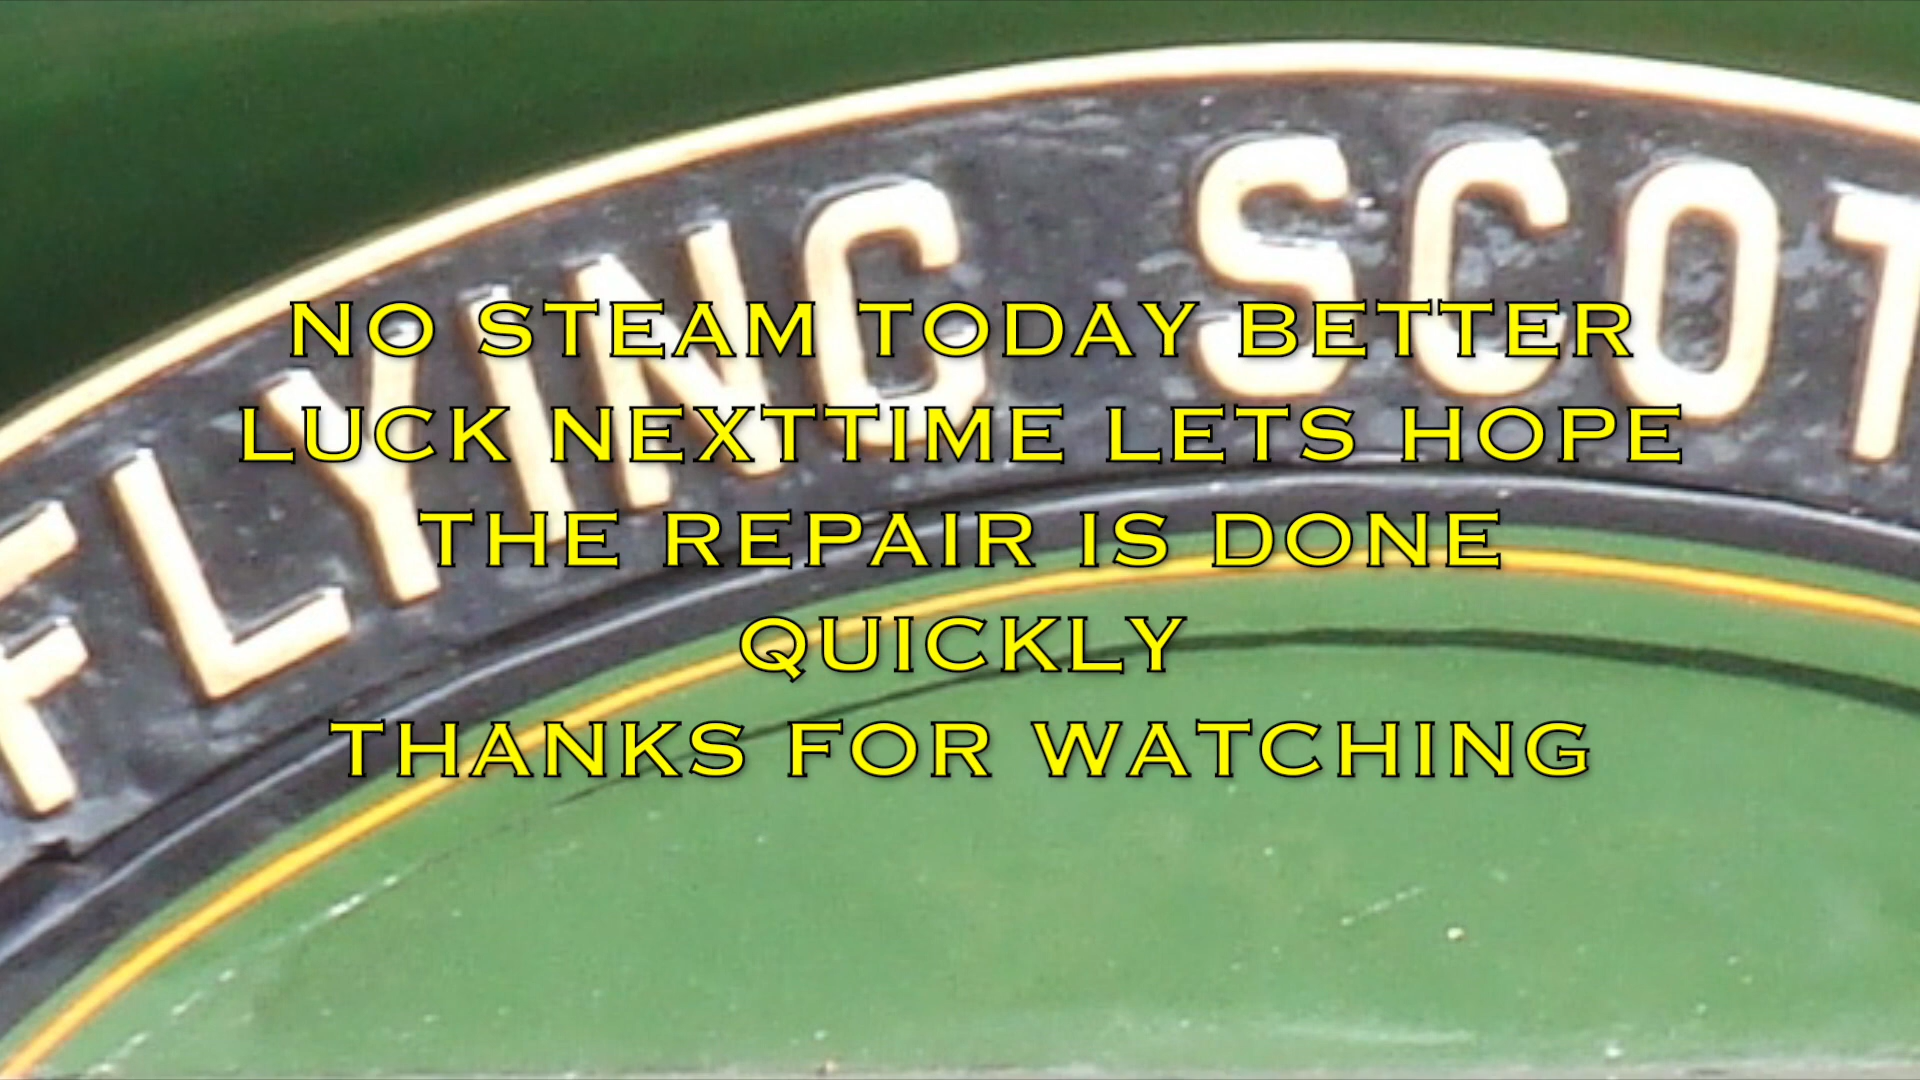 FLYING SCOT
NO STEAM TODAY BETTER
LUCK NEXTTIME LETS HOPE
THE REPAIR IS DONE
QUICKLY
THANKS FOR WATCHING